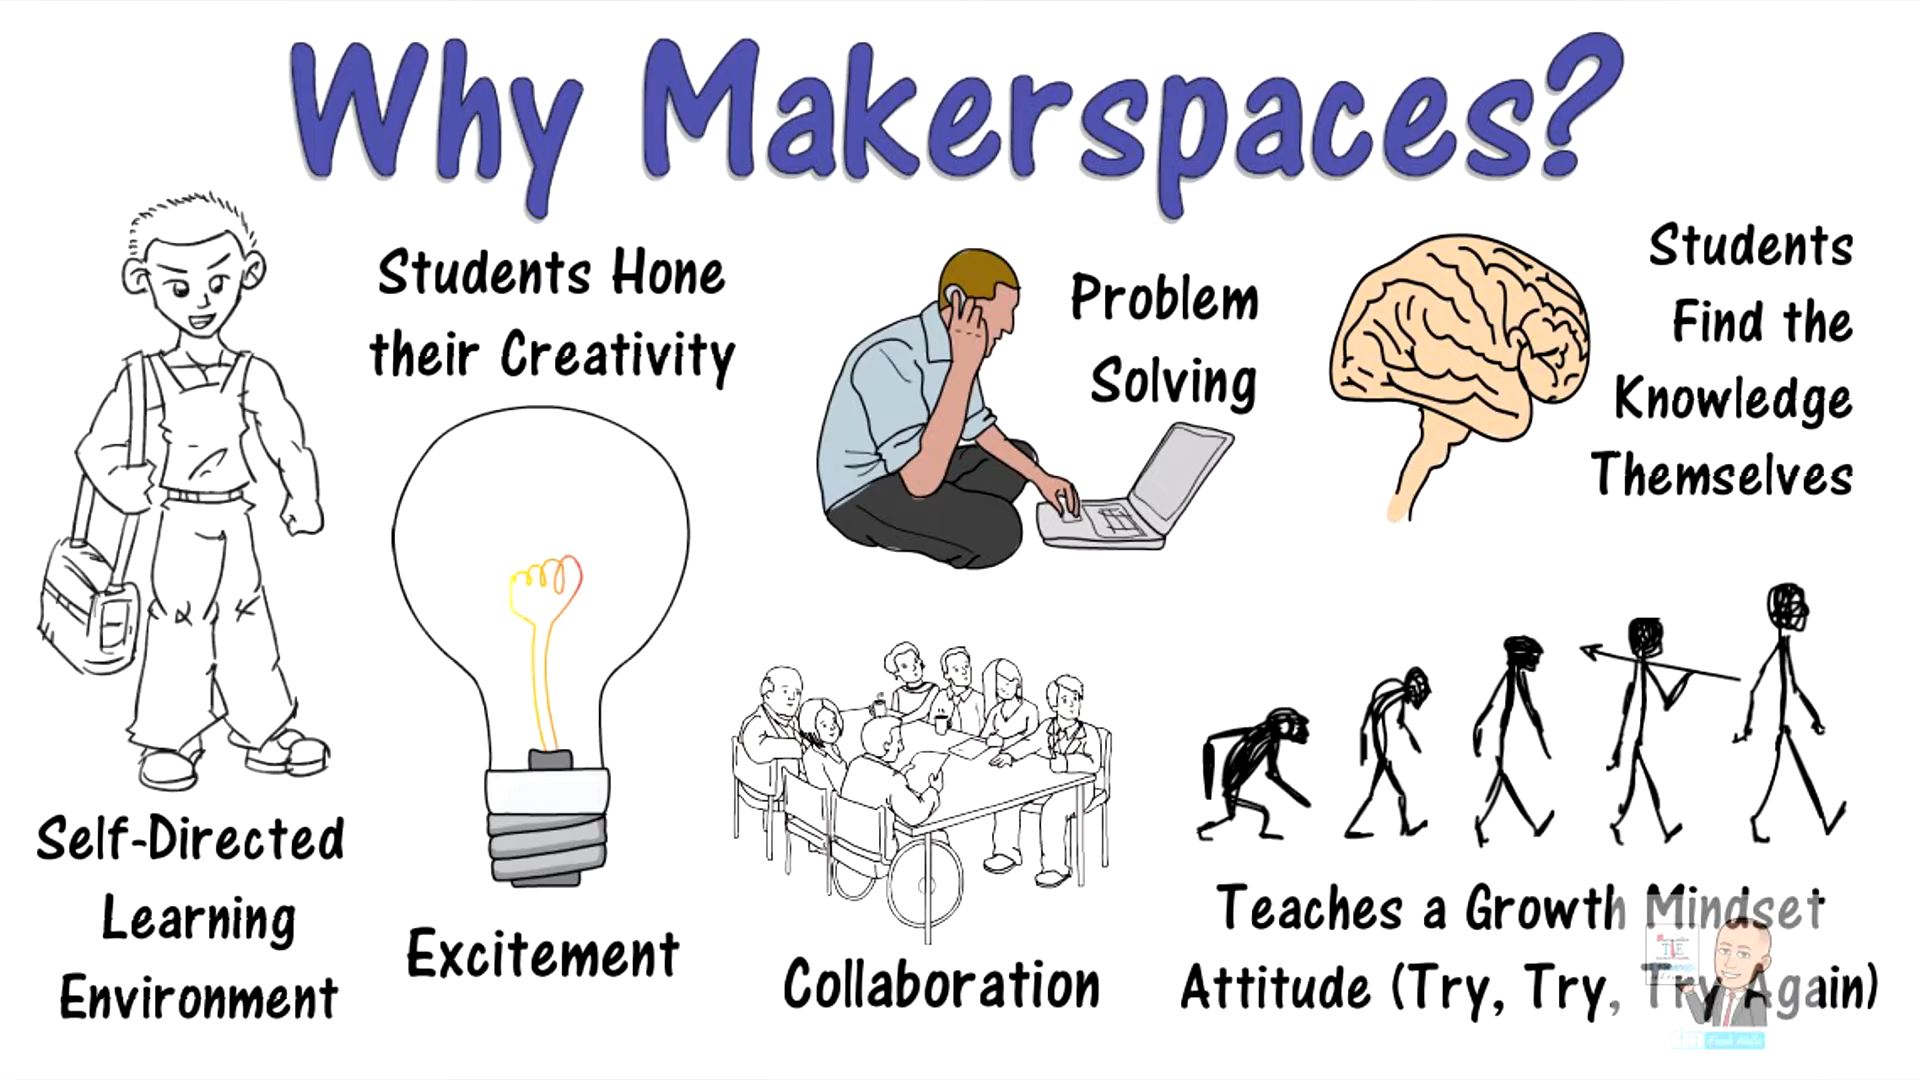 Why Makerspaces?
Students Hone
their Creativity
Problem
Solving
Students
Find the
Knowledge
Themselves
Self-Directed
Learning
Environment
Excitement
Collaboration
Teaches a Growth Mindset
Attitude (Try, Try, Try Again)